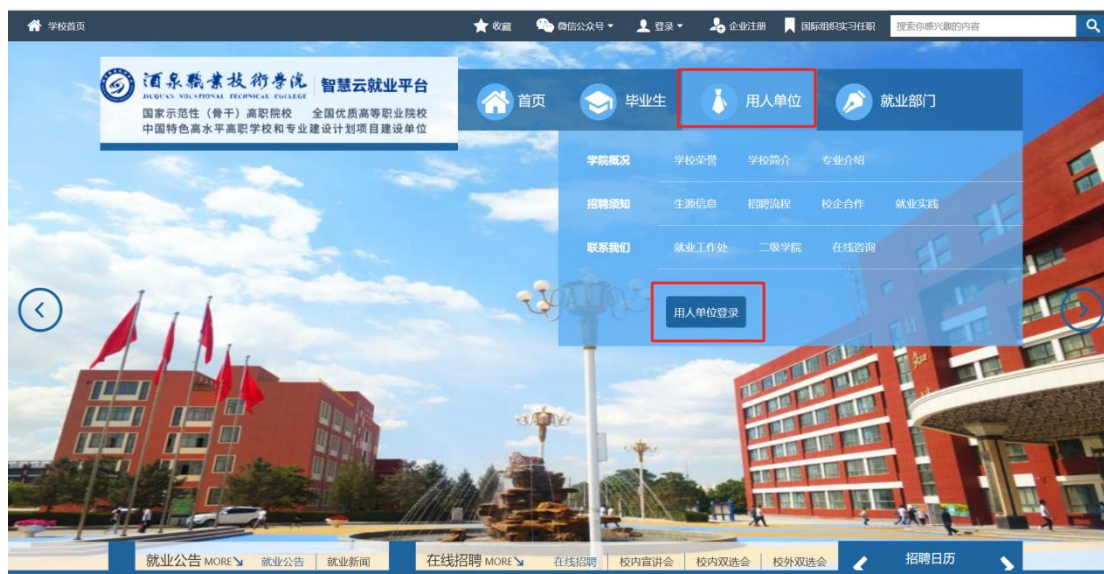 学校首页 收藏 微信公众号 登录 企业注册 国际组织实习任职 搜索你感兴趣的内容
酒泉职业技术学院 智慧云就业平台
JIUQUAN VOCATIONAL TECHNICAL COLLEGE
国家示范性（骨干）高职院校 全国优质高等职业院校
中国特色高水平高职学校和专业建设计划项目建设单位
首页 毕业生 用人单位 就业部门
学院概况 学校荣誉 学校简介 专业介绍
招聘须知 生源信息 招聘流程 校企合作 就业实践
联系我们 就业工作处 二级学院 在线咨询
用人单位登录
就业公告 MORE 就业公告 就业新闻 在线招聘 MORE 在线招聘 校内宣讲会 校内双选会 校外双选会 招聘日历